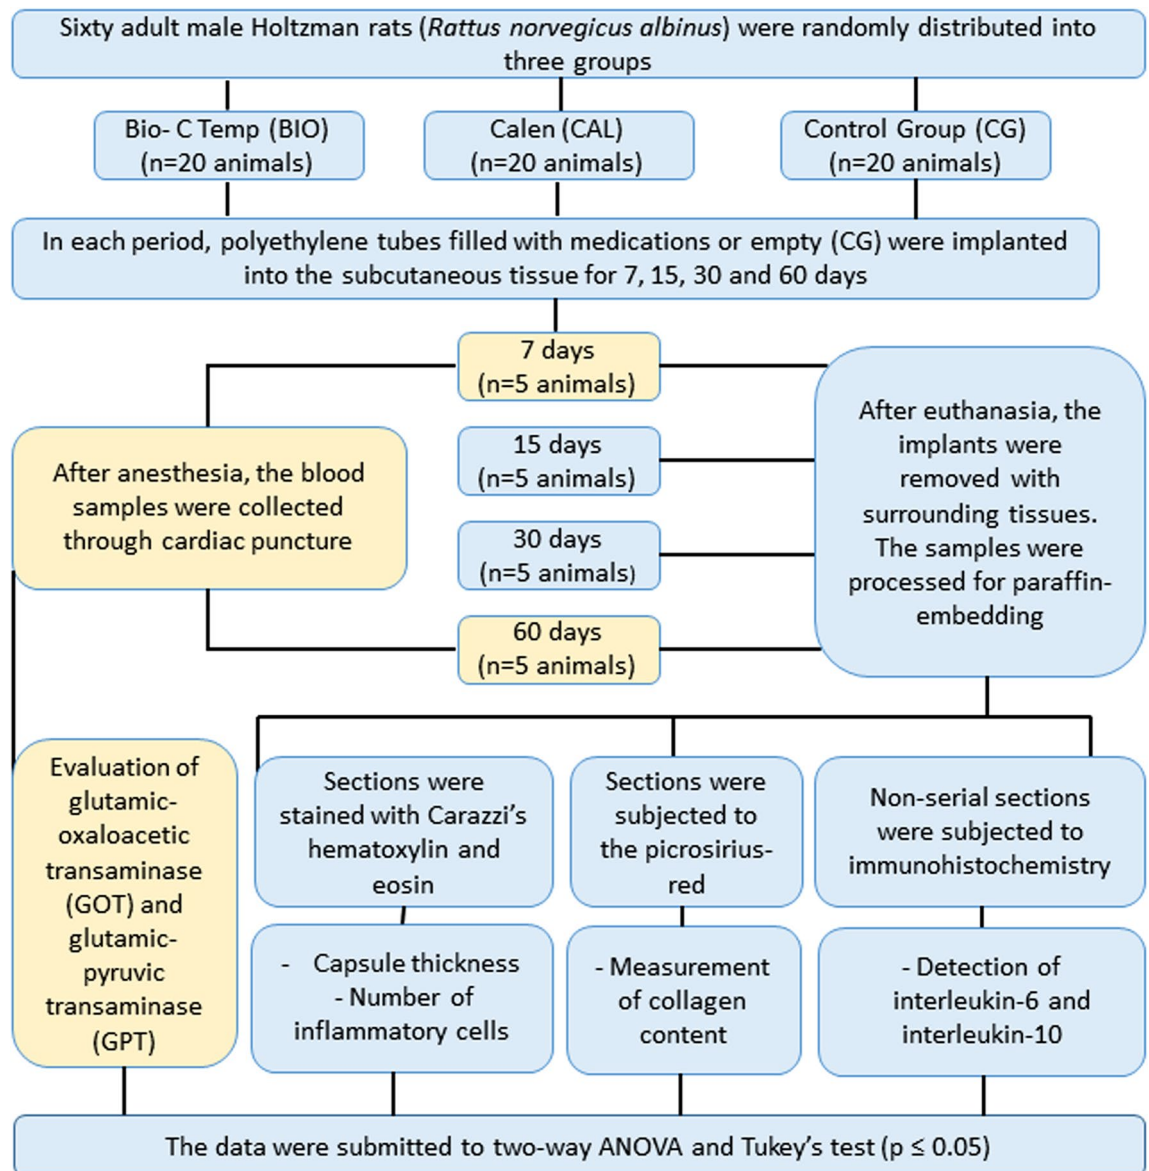 Sixty adult male Holtzman rats (Rattus norvegicus albinus) were randomly distributed into
three groups
Bio- C Temp (BIO)
(n=20 animals)
Calen (CAL)
(n=20 animals)
Control Group (CG)
(n=20 animals)
In each period, polyethylene tubes filled with medications or empty (CG) were implanted
into the subcutaneous tissue for 7, 15, 30 and 60 days
7 days
(n=5 animals)
15 days
(n=5 animals)
30 days
(n=5 animals)
60 days
(n=5 animals)
After anesthesia, the blood
samples were collected
through cardiac puncture
After euthanasia, the
implants were
removed with
surrounding tissues.
The samples were
processed for paraffin-
embedding
Evaluation of
glutamic-
oxaloacetic
transaminase
(GOT) and
glutamic-
pyruvic
transaminase
(GPT)
Sections were
stained with Carazzi’s
hematoxylin and
eosin
Sections were
subjected to
the picrosirius-
red
Non-serial sections
were subjected to
immunohistochemistry
- Capsule thickness
- Number of
inflammatory cells
- Measurement
of collagen
content
- Detection of
interleukin-6 and
interleukin-10
The data were submitted to two-way ANOVA and Tukey’s test (p ≤ 0.05)